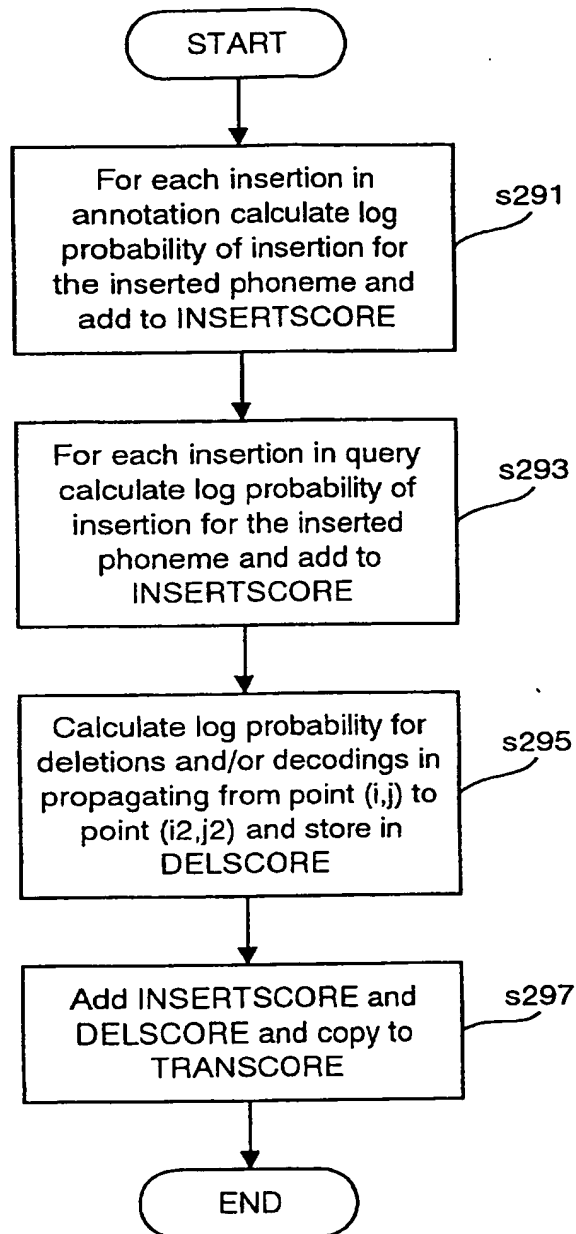 START
For each insertion in
annotation calculate log
probability of insertion for
the inserted phoneme and
add to INSERTSCORE
s291
For each insertion in query
calculate log probability of
insertion for the inserted
phoneme and add to
INSERTSCORE
s293
Calculate log probability for
deletions and/or decodings in
propagating from point (i,j) to
point (i2,j2) and store in
DELSCORE
s295
Add INSERTSCORE and
DELSCORE and copy to
TRANSCORE
s297
END